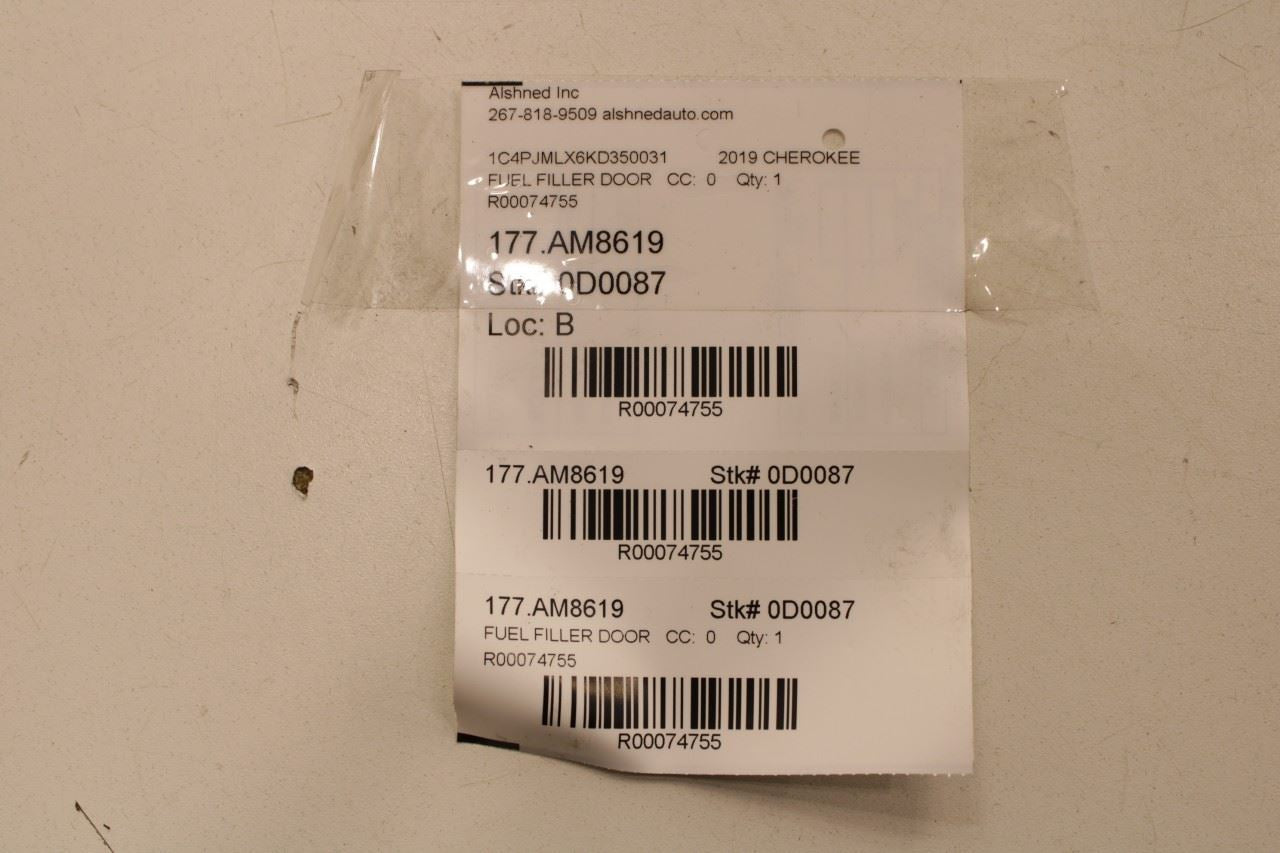 Alshned Inc
267-818-9509 alshnedauto.com
1C4PJMLX6KD350031 2019 CHEROKEE
FUEL FILLER DOOR CC: 0 Qty: 1
R00074755
177.AM8619
Stk# 0D0087
Loc: B
R00074755
177.AM8619 Stk# 0D0087
R00074755
177.AM8619 Stk# 0D0087
FUEL FILLER DOOR CC: 0 Qty: 1
R00074755
R00074755